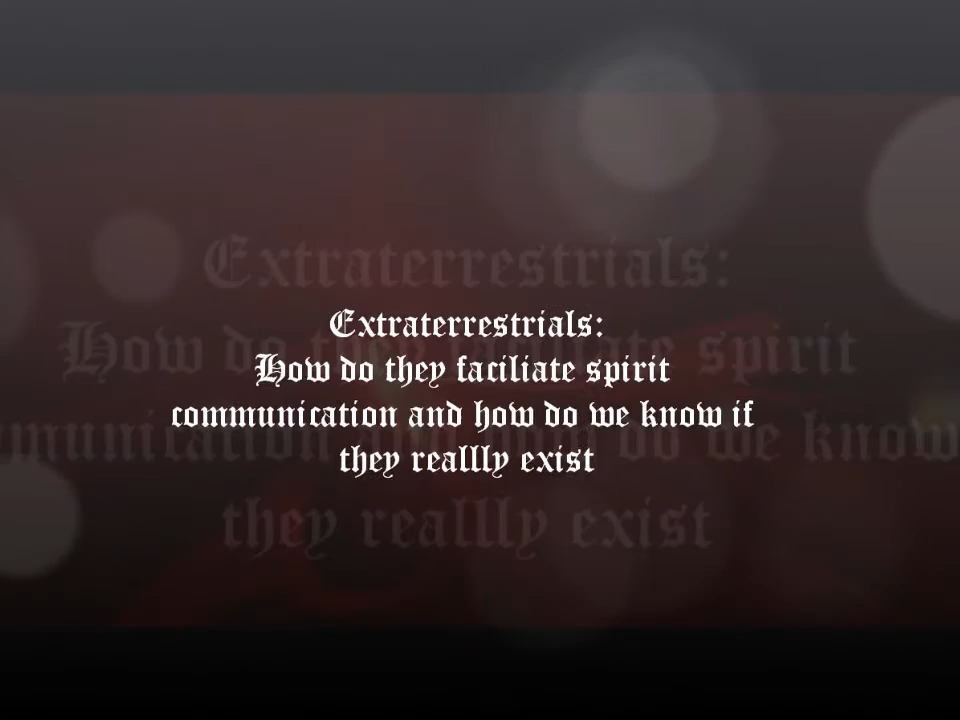 Extraterrestrials:
How do they faciliate spirit
communication and how do we know if
they reallly exist